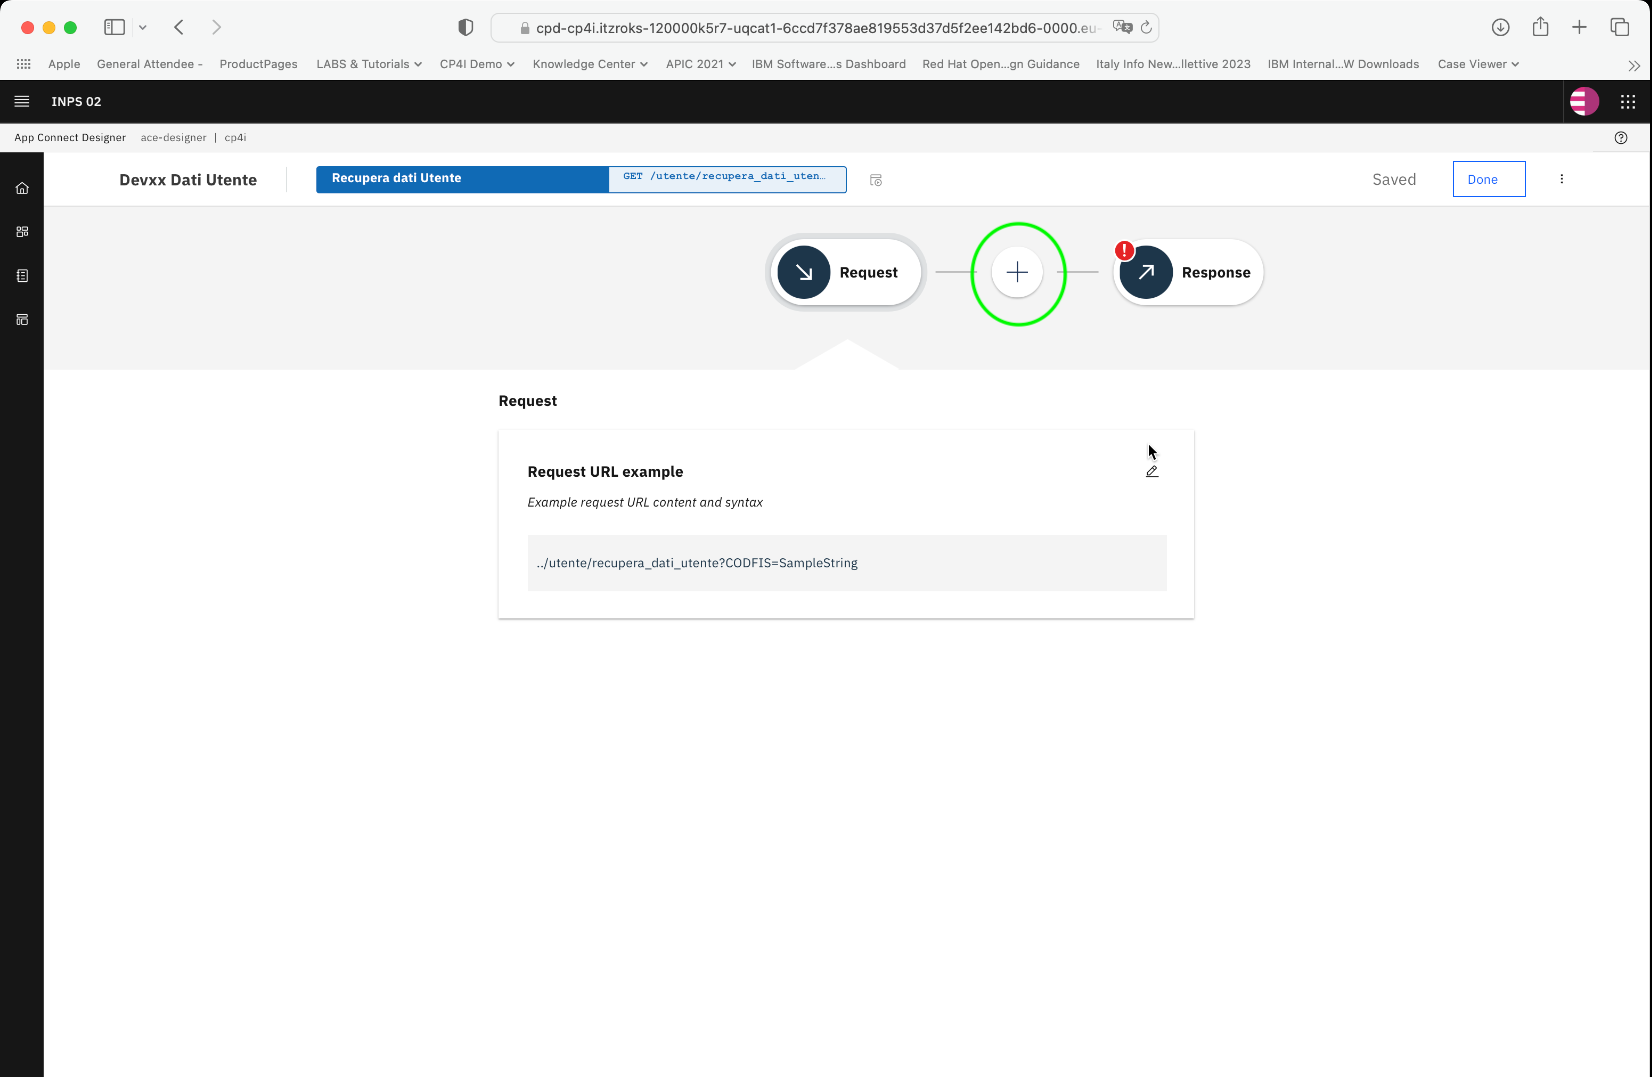 cpd-cp4i.itzroks-120000k5r7-uqcat1-6ccd7f378ae819553d37d5f2ee142bd6-0000.eu-
Apple General Attendee - ProductPages LABS & Tutorials CP4I Demo Knowledge Center APIC 2021 IBM Software...s Dashboard Red Hat Open...gn Guidance Italy Info New...llettive 2023 IBM Internal...W Downloads Case Viewer
INPS 02
App Connect Designer ace-designer | cp4i
Devxx Dati Utente Recupera dati Utente GET /utente/recupera_dati_uten... Saved Done
Request Response
Request
Request URL example
Example request URL content and syntax
../utente/recupera_dati_utente?CODFIS=SampleString